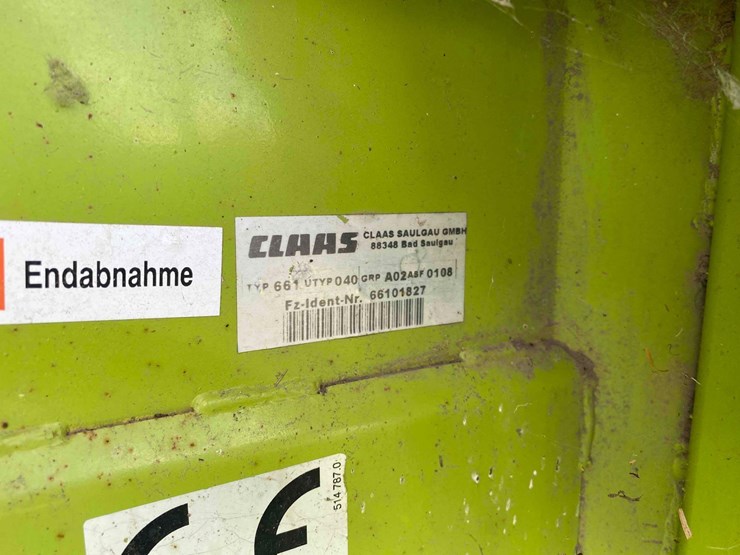 Endabnahme
CLAAS
CLAAS SAULGAU GMBH
88348 Bad Saulgau
TYP 661 UTYP 040 GRP A02 ABF 0108
Fz-Ident-Nr. 66101827
CE
514 787.0